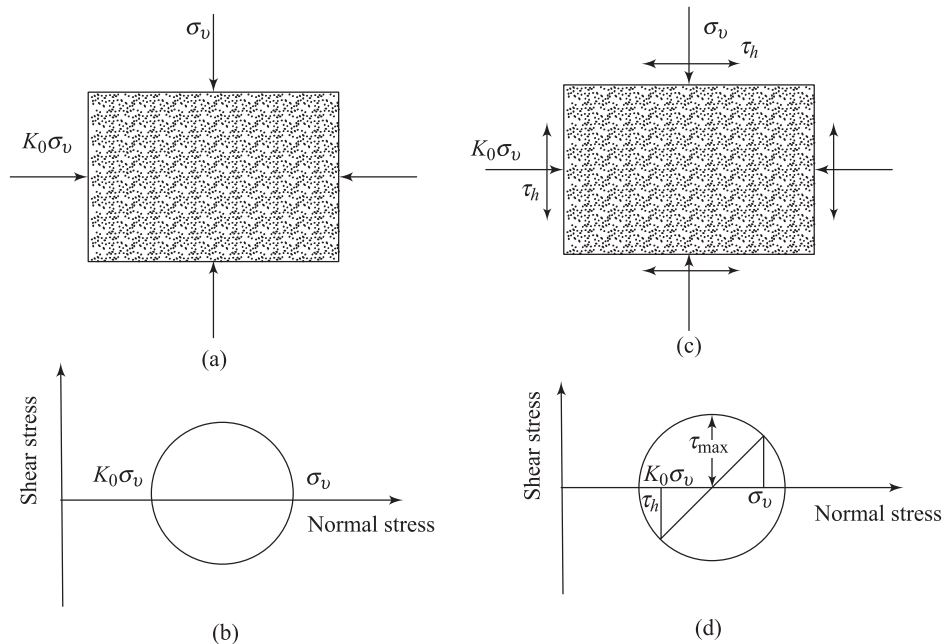 σ_υ
K₀σ_υ
(a)
σ_υ
τ_h
K₀σ_υ
τ_h
(c)
Shear stress
K₀σ_υ
σ_υ
Normal stress
(b)
Shear stress
τ_max
K₀σ_υ
τ_h
σ_υ
Normal stress
(d)